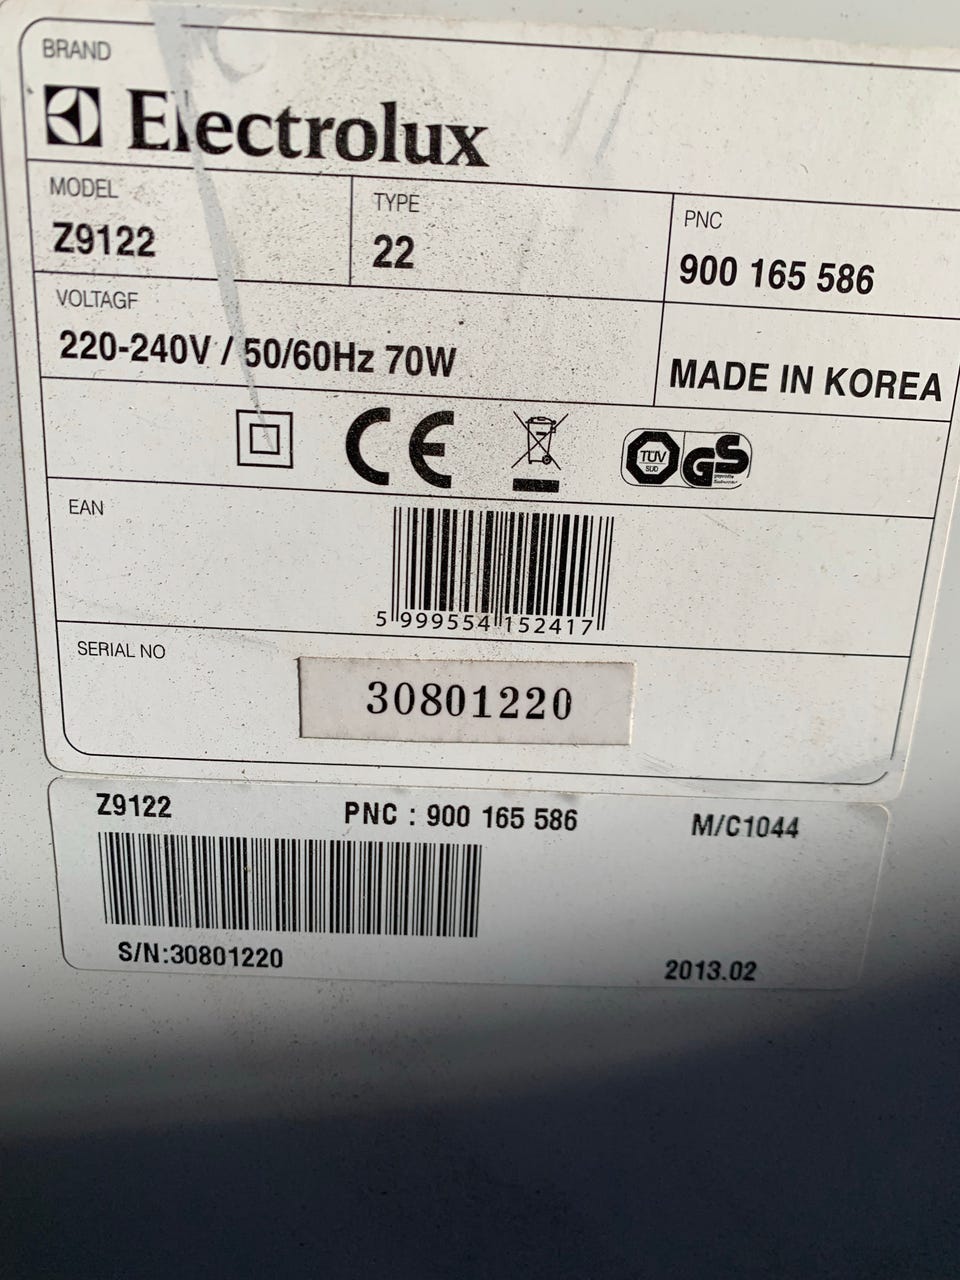 BRAND
Electrolux
MODEL
Z9122
TYPE
22
PNC
900 165 586
VOLTAGF
220-240V / 50/60Hz 70W
MADE IN KOREA
CE
TÜV
SÜD
GS
EAN
5 999554 152417
SERIAL NO
30801220
Z9122 PNC : 900 165 586 M/C1044
S/N:30801220
2013.02